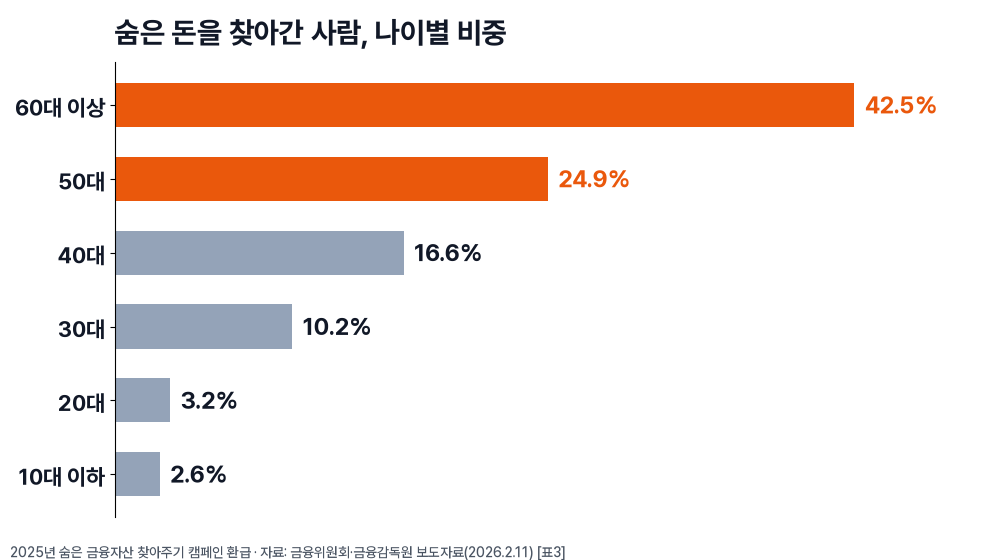 숨은 돈을 찾아간 사람, 나이별 비중
60대 이상 42.5%
50대 24.9%
40대 16.6%
30대 10.2%
20대 3.2%
10대 이하 2.6%
2025년 숨은 금융자산 찾아주기 캠페인 환급 · 자료: 금융위원회·금융감독원 보도자료(2026.2.11) [표3]